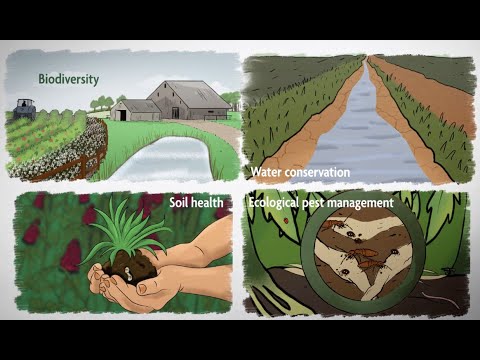 Biodiversity
Water conservation
Soil health
Ecological pest management